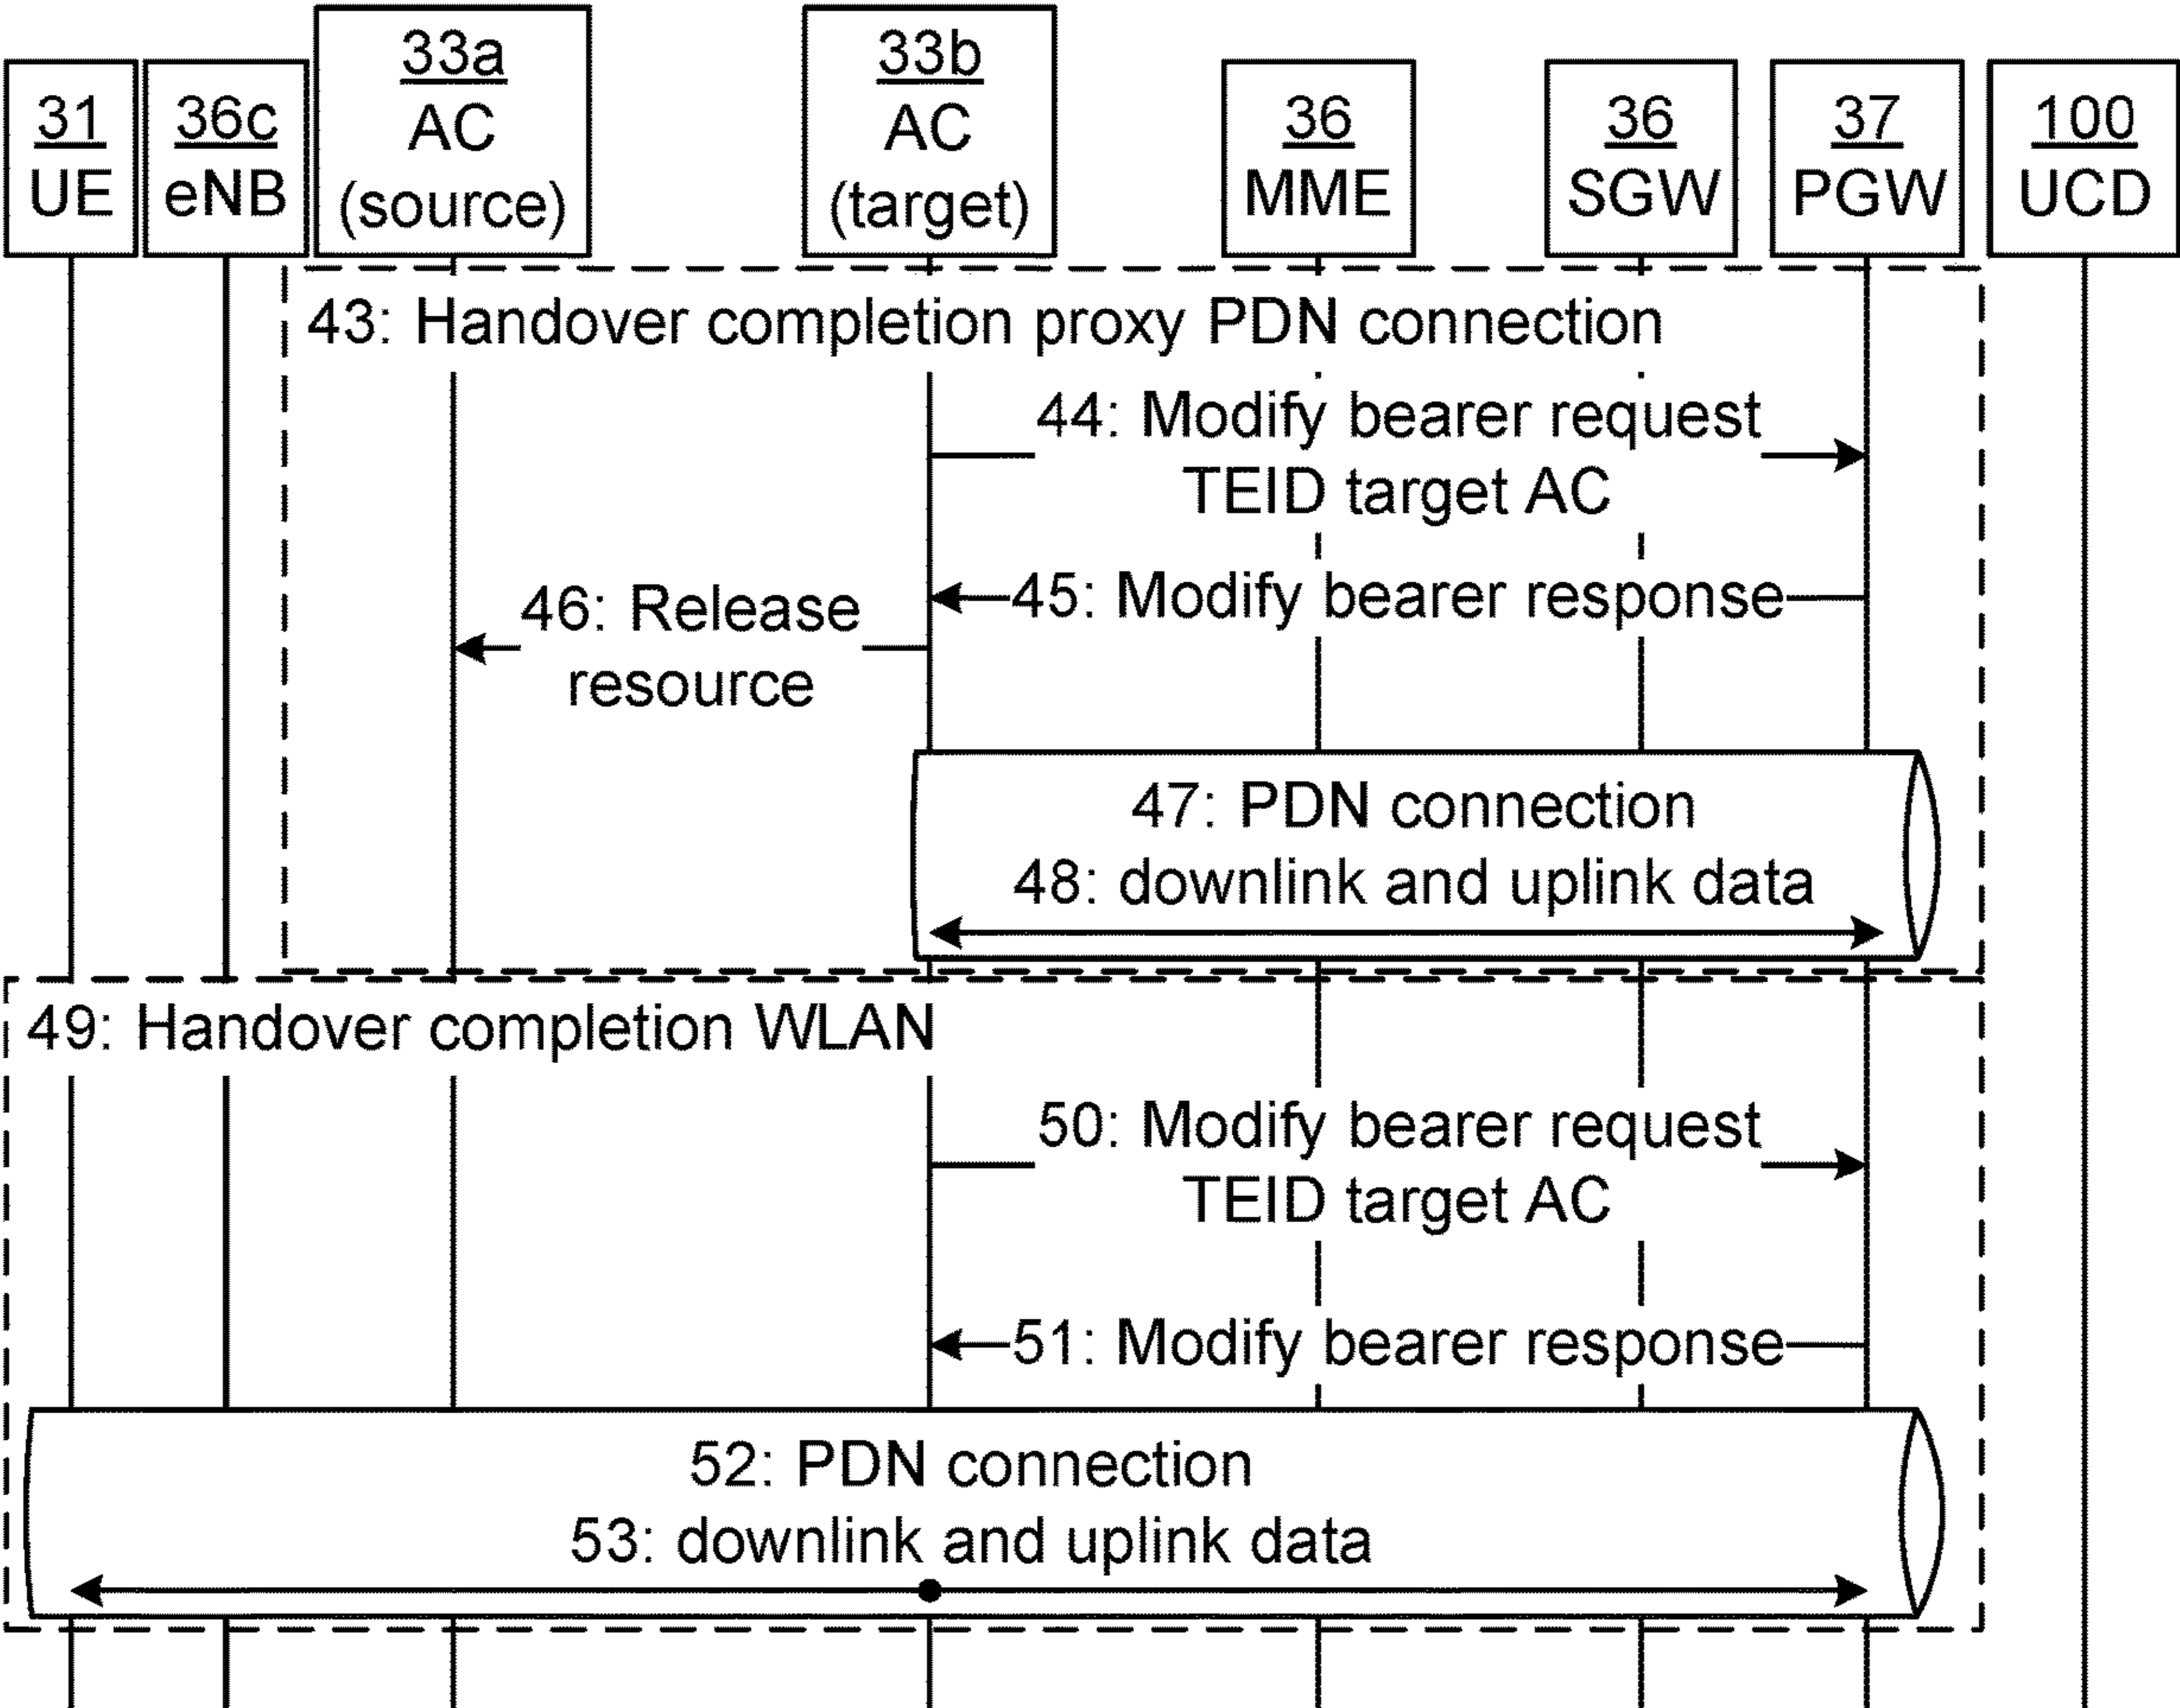 31
UE
36c
eNB
33a
AC
(source)
33b
AC
(target)
36
MME
36
SGW
37
PGW
100
UCD
43: Handover completion proxy PDN connection
44: Modify bearer request
TEID target AC
45: Modify bearer response
46: Release
resource
47: PDN connection
48: downlink and uplink data
49: Handover completion WLAN
50: Modify bearer request
TEID target AC
51: Modify bearer response
52: PDN connection
53: downlink and uplink data